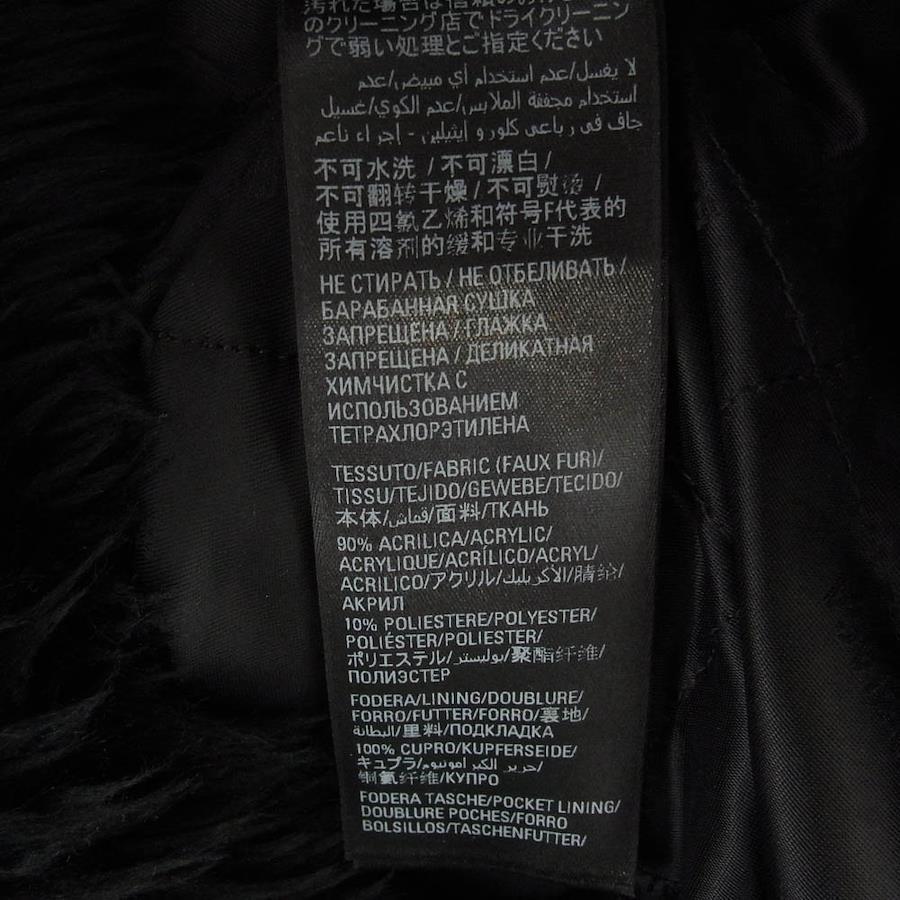 汚れた場合は信頼のおける
のクリーニング店でドライクリーニン
グで弱い処理とご指定ください
لا يغسل/عدم استخدام أي مبيض/عدم
استخدام مجففة الملابس/عدم الكوي/غسيل
جاف في رباعي كلور و ايثيلين - إجراء ناعم
不可水洗 / 不可漂白 /
不可翻转干燥 / 不可熨烫 /
使用四氯乙烯和符号F代表的
所有溶剂的缓和专业干洗
НЕ СТИРАТЬ / НЕ ОТБЕЛИВАТЬ /
БАРАБАННАЯ СУШКА
ЗАПРЕЩЕНА / ГЛАЖКА
ЗАПРЕЩЕНА / ДЕЛИКАТНАЯ
ХИМЧИСТКА С
ИСПОЛЬЗОВАНИЕМ
ТЕТРАХЛОРЭТИЛЕНА
TESSUTO/FABRIC (FAUX FUR)/
TISSU/TEJIDO/GEWEBE/TECIDO/
本体/قماش/面料/ТКАНЬ
90% ACRILICA/ACRYLIC/
ACRYLIQUE/ACRÍLICO/ACRYL/
ACRILICO/アクリル/الاكريليك/腈纶/
АКРИЛ
10% POLIESTERE/POLYESTER/
POLIÉSTER/POLIESTER/
ポリエステル/بوليستر/聚酯纤维/
ПОЛИЭСТЕР
FODERA/LINING/DOUBLURE/
FORRO/FUTTER/FORRO/裏地/
البطانة/里料/ПОДКЛАДКА
100% CUPRO/KUPFERSEIDE/
キュプラ/حرير الكبر امونيوم/
铜氨纤维/КУПРО
FODERA TASCHE/POCKET LINING/
DOUBLURE POCHES/FORRO
BOLSILLOS/TASCHENFUTTER/